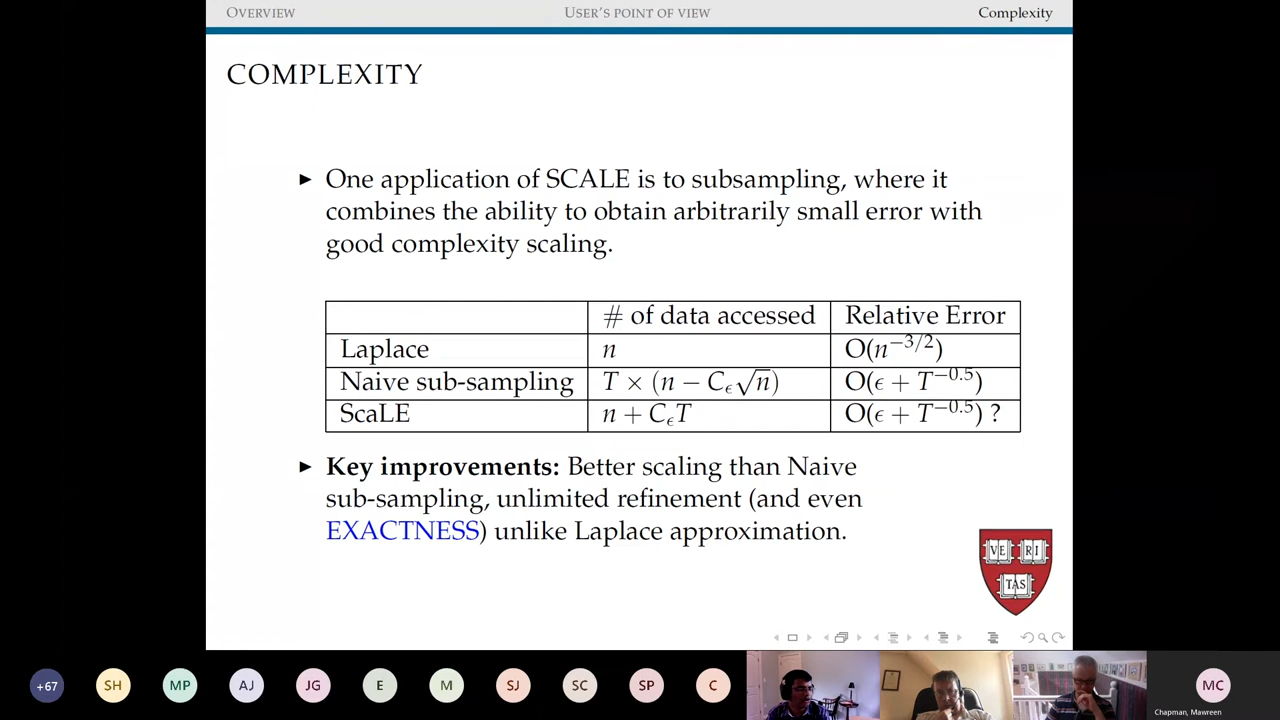 OVERVIEW USER'S POINT OF VIEW Complexity
COMPLEXITY
► One application of SCALE is to subsampling, where it
combines the ability to obtain arbitrarily small error with
good complexity scaling.
# of data accessed Relative Error
Laplace n O(n^{-3/2})
Naive sub-sampling T × (n − C_ϵ√n) O(ϵ + T^{-0.5})
ScaLE n + C_ϵT O(ϵ + T^{-0.5}) ?
► Key improvements: Better scaling than Naive
sub-sampling, unlimited refinement (and even
EXACTNESS) unlike Laplace approximation.
VE RI
TAS
+67 SH MP AJ JG E M SJ SC SP C MC
Chapman, Mawreen